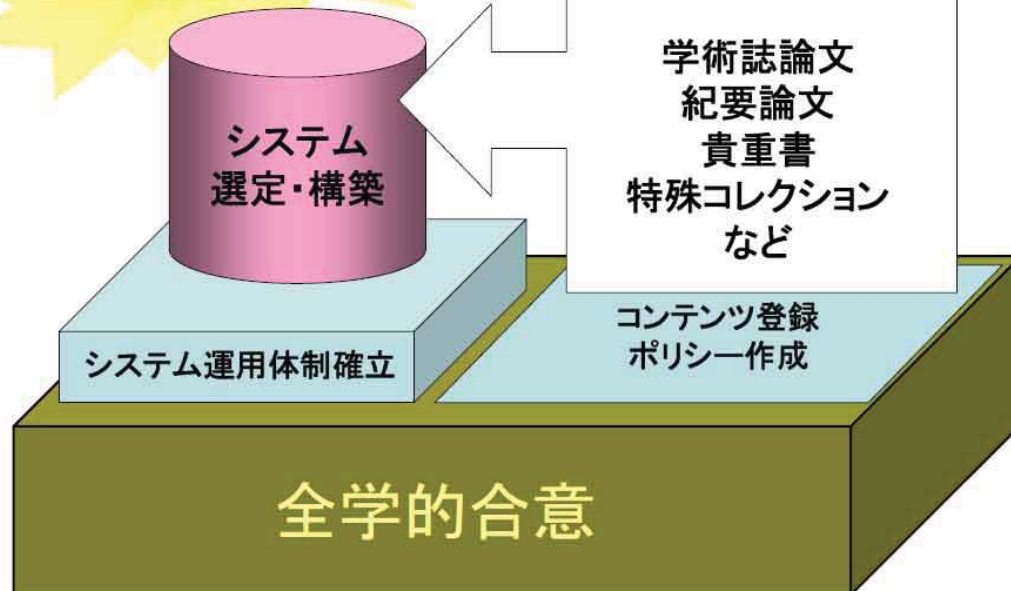 システム
選定・構築
学術誌論文
紀要論文
貴重書
特殊コレクション
など
システム運用体制確立
コンテンツ登録
ポリシー作成
全学的合意